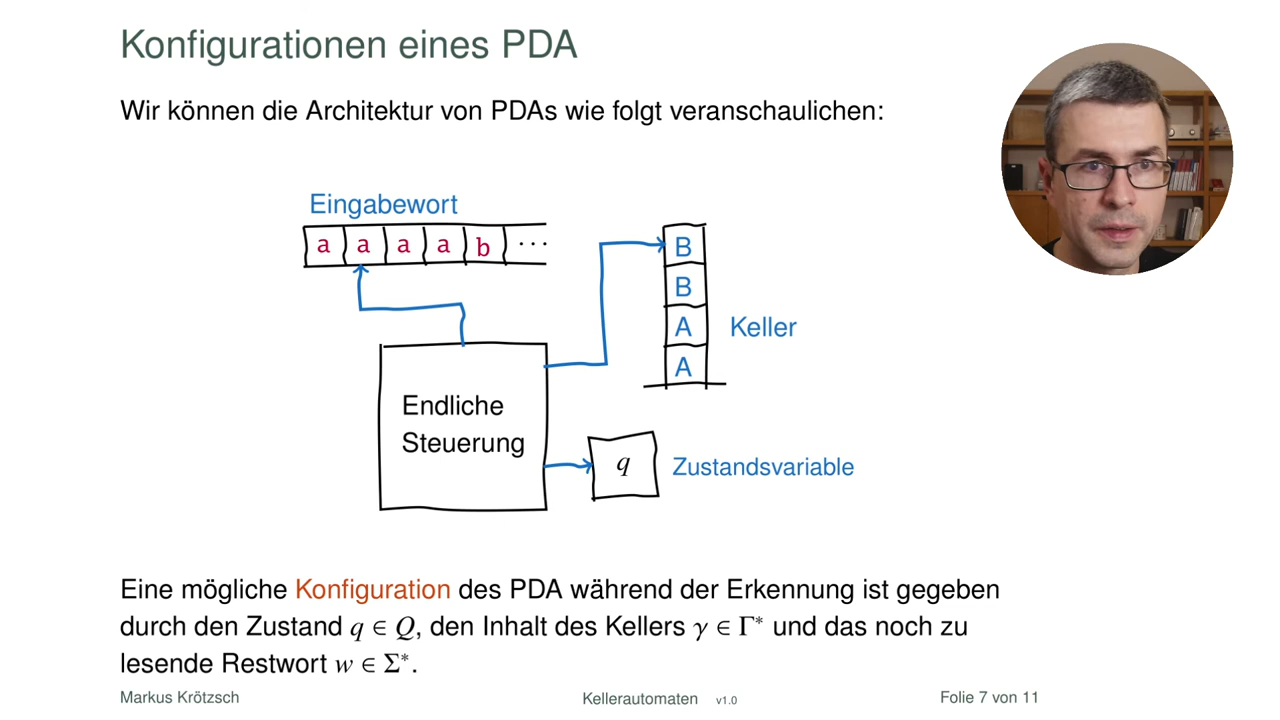 Konfigurationen eines PDA
Wir können die Architektur von PDAs wie folgt veranschaulichen:
Eingabewort
a a a a b ···
B
B
A
Keller
A
Endliche
Steuerung
q
Zustandsvariable
Eine mögliche Konfiguration des PDA während der Erkennung ist gegeben
durch den Zustand q ∈ Q, den Inhalt des Kellers γ ∈ Γ* und das noch zu
lesende Restwort w ∈ Σ*.
Markus Krötzsch
Kellerautomaten v1.0
Folie 7 von 11